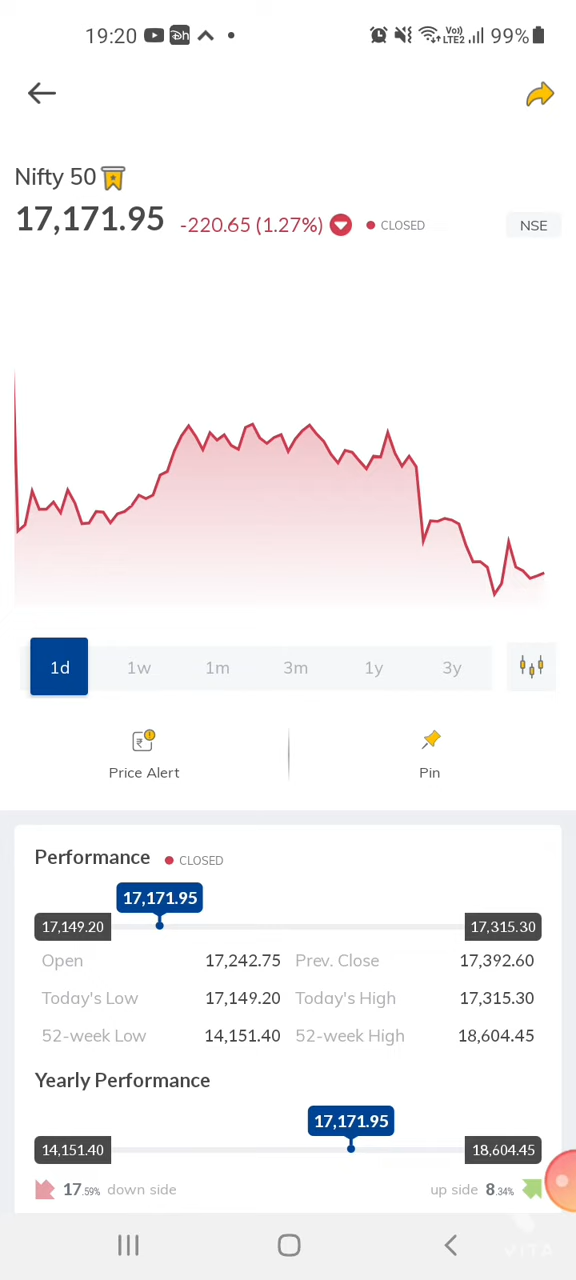 19:20 Dh Vo) LTE2 99%
Nifty 50
17,171.95 -220.65 (1.27%) CLOSED NSE
1d 1w 1m 3m 1y 3y
Price Alert Pin
Performance CLOSED
17,171.95
17,149.20 17,315.30
Open 17,242.75 Prev. Close 17,392.60
Today's Low 17,149.20 Today's High 17,315.30
52-week Low 14,151.40 52-week High 18,604.45
Yearly Performance
17,171.95
14,151.40 18,604.45
17.59% down side up side 8.34%
VITA